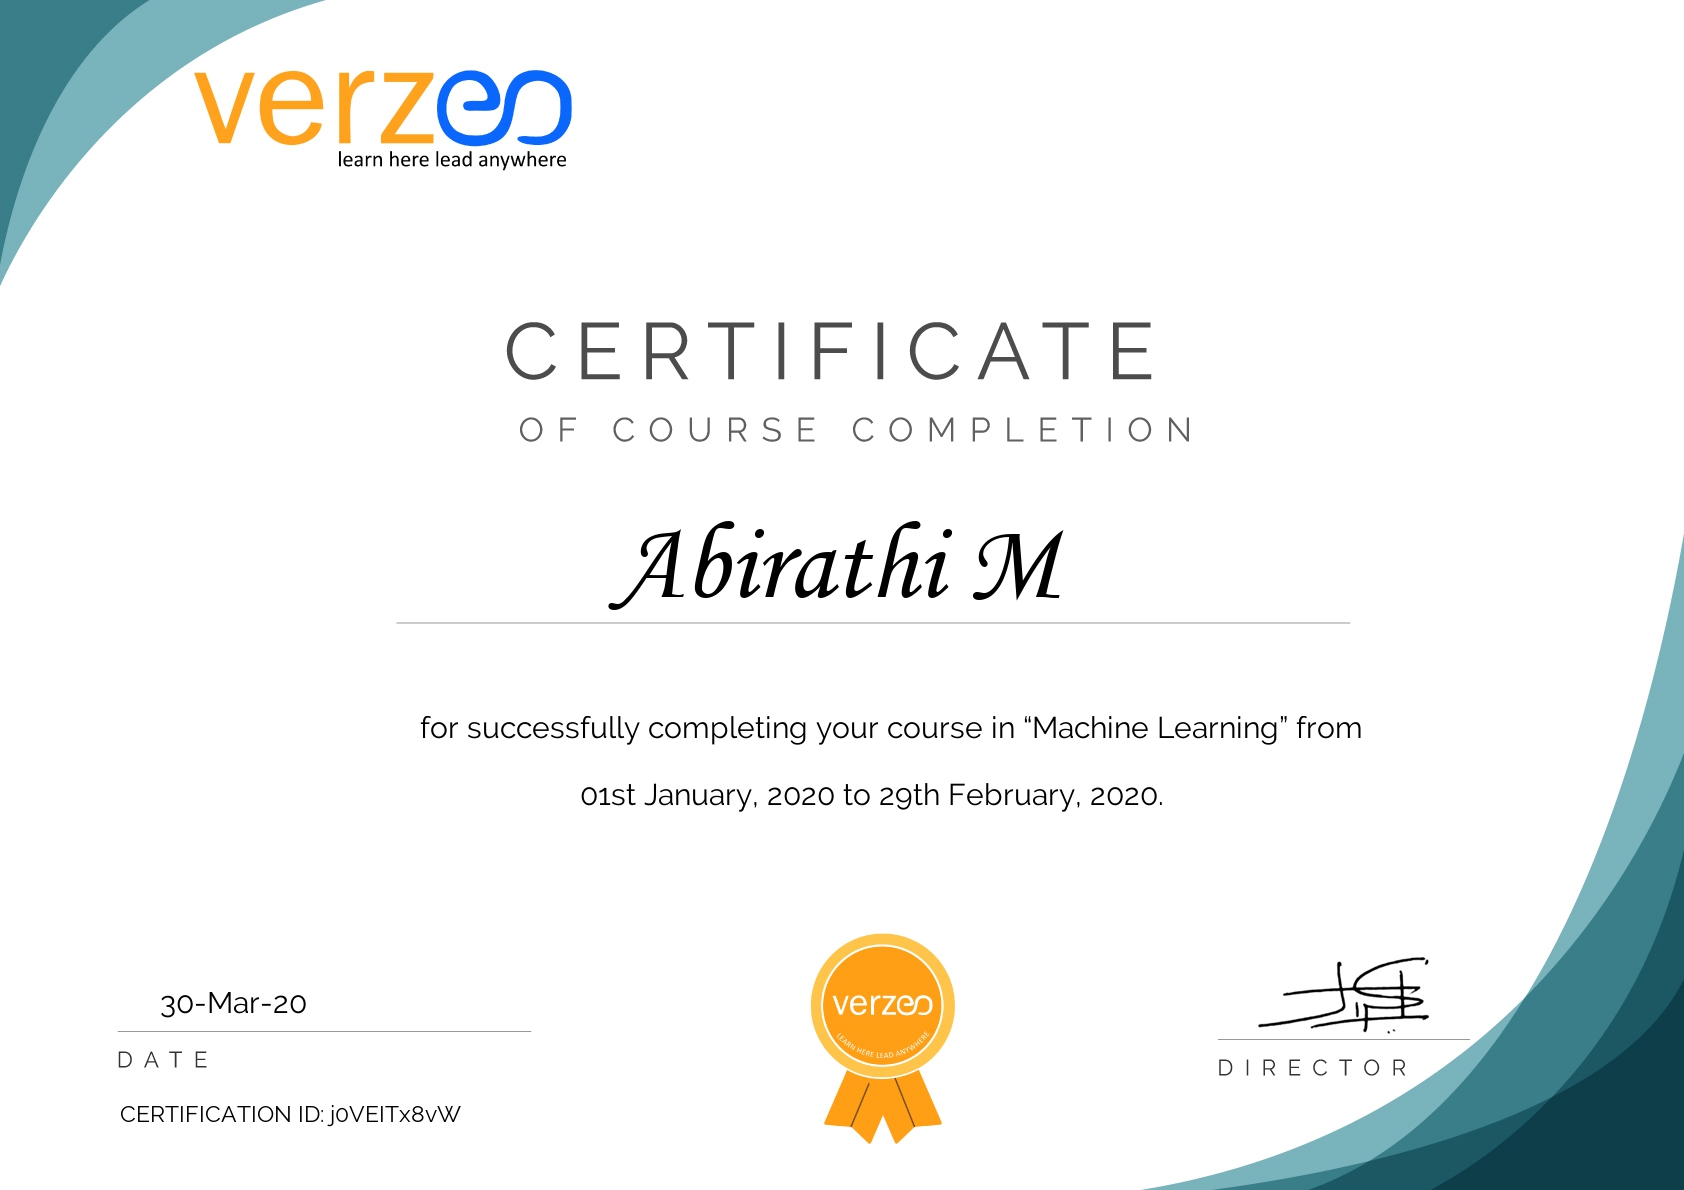 verzeo
learn here lead anywhere
CERTIFICATE
OF COURSE COMPLETION
Abirathi M
for successfully completing your course in “Machine Learning” from
01st January, 2020 to 29th February, 2020.
30-Mar-20
DATE
CERTIFICATION ID: j0VEITx8vW
verzeo
LEARN HERE LEAD ANYWHERE
DIRECTOR